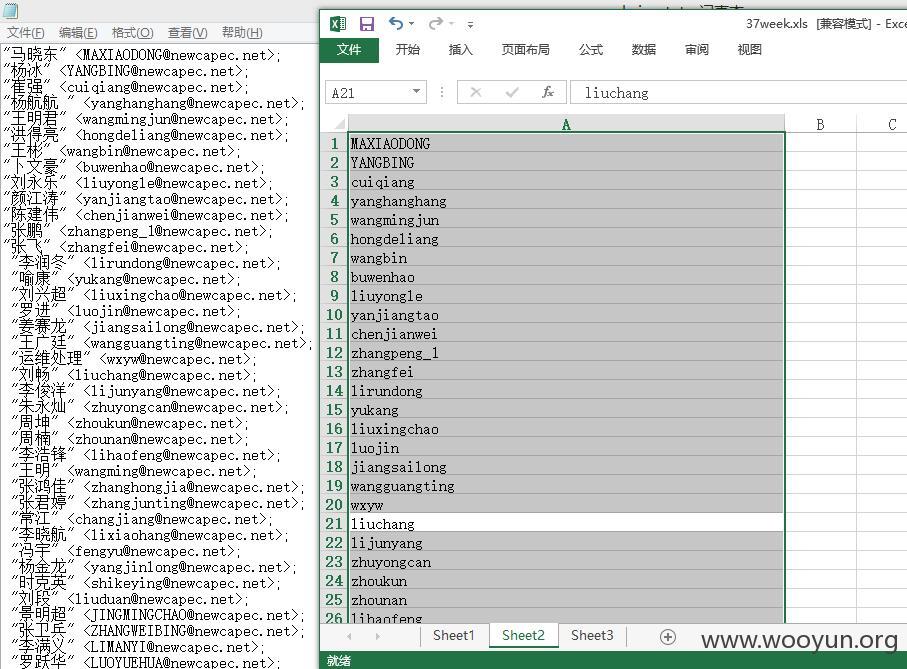 37week.xls [兼容模式] - Exce
文件(F) 编辑(E) 格式(O) 查看(V) 帮助(H)
"马晓东" <MAXIAODONG@newcapec.net>;
"杨冰" <YANGBING@newcapec.net>;
"崔强" <cuiqiang@newcapec.net>;
"杨航航 " <yanghanghang@newcapec.net>;
"王明君" <wangmingjun@newcapec.net>;
"洪得亮" <hongdeliang@newcapec.net>;
"王彬" <wangbin@newcapec.net>;
"卜文豪" <buwenhao@newcapec.net>;
"刘永乐" <liuyongle@newcapec.net>;
"颜江涛" <yanjiangtao@newcapec.net>;
"陈建伟" <chenjianwei@newcapec.net>;
"张鹏" <zhangpeng_1@newcapec.net>;
"张飞" <zhangfei@newcapec.net>;
"李润冬" <lirundong@newcapec.net>;
"喻康" <yukang@newcapec.net>;
"刘兴超" <liuxingchao@newcapec.net>;
"罗进" <luojin@newcapec.net>;
"姜赛龙" <jiangsailong@newcapec.net>;
"王广廷" <wangguangting@newcapec.net>;
"运维处理" <wxyw@newcapec.net>;
"刘畅" <liuchang@newcapec.net>;
"李俊洋" <lijunyang@newcapec.net>;
"朱永灿" <zhuyongcan@newcapec.net>;
"周坤" <zhoukun@newcapec.net>;
"周楠" <zhounan@newcapec.net>;
"李浩锋" <lihaofeng@newcapec.net>;
"王明" <wangming@newcapec.net>;
"张鸿佳" <zhanghongjia@newcapec.net>;
"张君婷" <zhangjunting@newcapec.net>;
"常江" <changjiang@newcapec.net>;
"李晓航" <lixiaohang@newcapec.net>;
"冯宇" <fengyu@newcapec.net>;
"杨金龙" <yangjinlong@newcapec.net>;
"时克英" <shikeying@newcapec.net>;
"刘段" <liuduan@newcapec.net>;
"景明超" <JINGMINGCHAO@newcapec.net>;
"张卫兵" <ZHANGWEIBING@newcapec.net>;
"李满义" <LIMANYI@newcapec.net>;
"罗跃华" <LUOYUEHUA@newcapec.net>;
文件 开始 插入 页面布局 公式 数据 审阅 视图
A21 fx liuchang
A B C
1 MAXIAODONG
2 YANGBING
3 cuiqiang
4 yanghanghang
5 wangmingjun
6 hongdeliang
7 wangbin
8 buwenhao
9 liuyongle
10 yanjiangtao
11 chenjianwei
12 zhangpeng_1
13 zhangfei
14 lirundong
15 yukang
16 liuxingchao
17 luojin
18 jiangsailong
19 wangguangting
20 wxyw
21 liuchang
22 lijunyang
23 zhuyongcan
24 zhoukun
25 zhounan
26 lihaofeng
Sheet1 Sheet2 Sheet3
就绪
www.wooyun.org